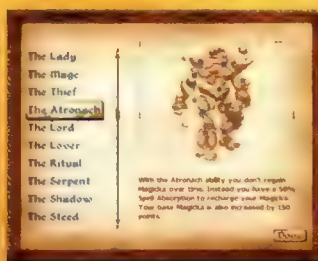 The Lady
The Mage
The Thief
The Atronach
The Lord
The Lover
The Ritual
The Serpent
The Shadow
The Steed
With the Atronach ability you don't regain
Magicka over time. Instead you have a 50%
Spell Absorption to recharge your Magicka.
Your base Magicka is also increased by 150
points.
Done